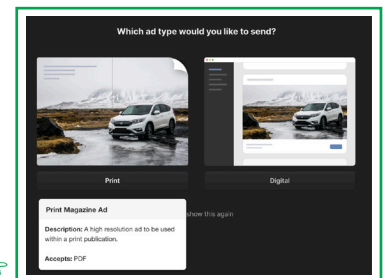 Which ad type would you like to send?
Print
Digital
Print Magazine Ad
show this again
Description: A high resolution ad to be used
within a print publication.
Accepts: PDF